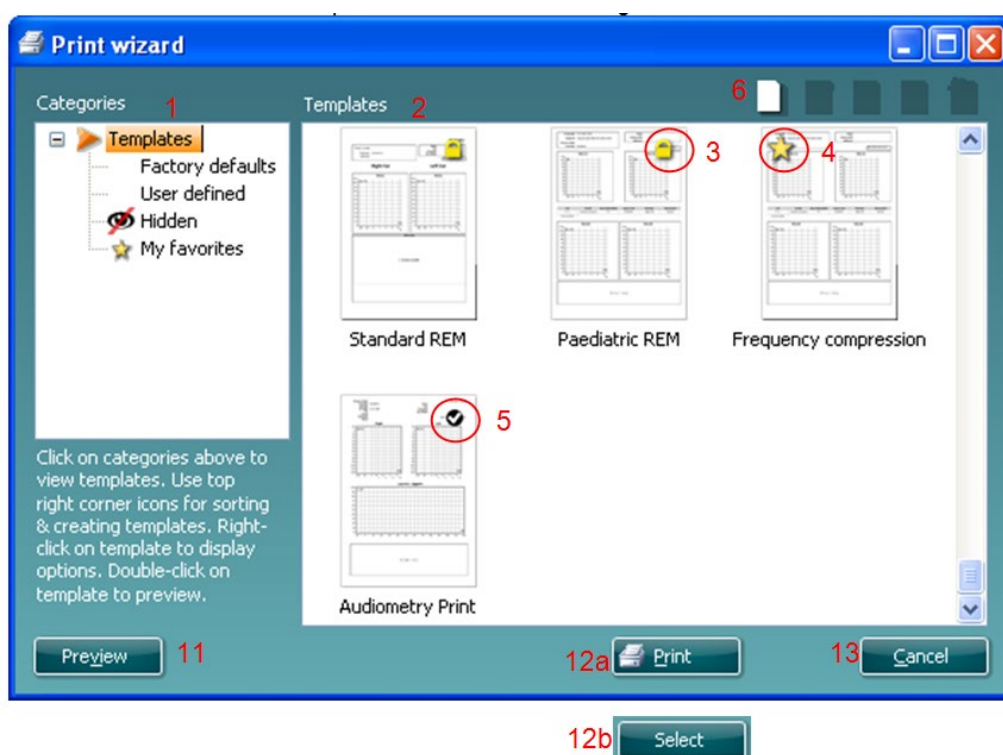 Print wizard
Categories 1
Templates 2
6
Templates
Factory defaults
User defined
Hidden
My favorites
3
4
Standard REM
Paediatric REM
Frequency compression
5
Audiometry Print
Click on categories above to
view templates. Use top
right corner icons for sorting
& creating templates. Right-
click on template to display
options. Double-click on
template to preview.
Preview
11
12a
Print
13
Cancel
12b
Select